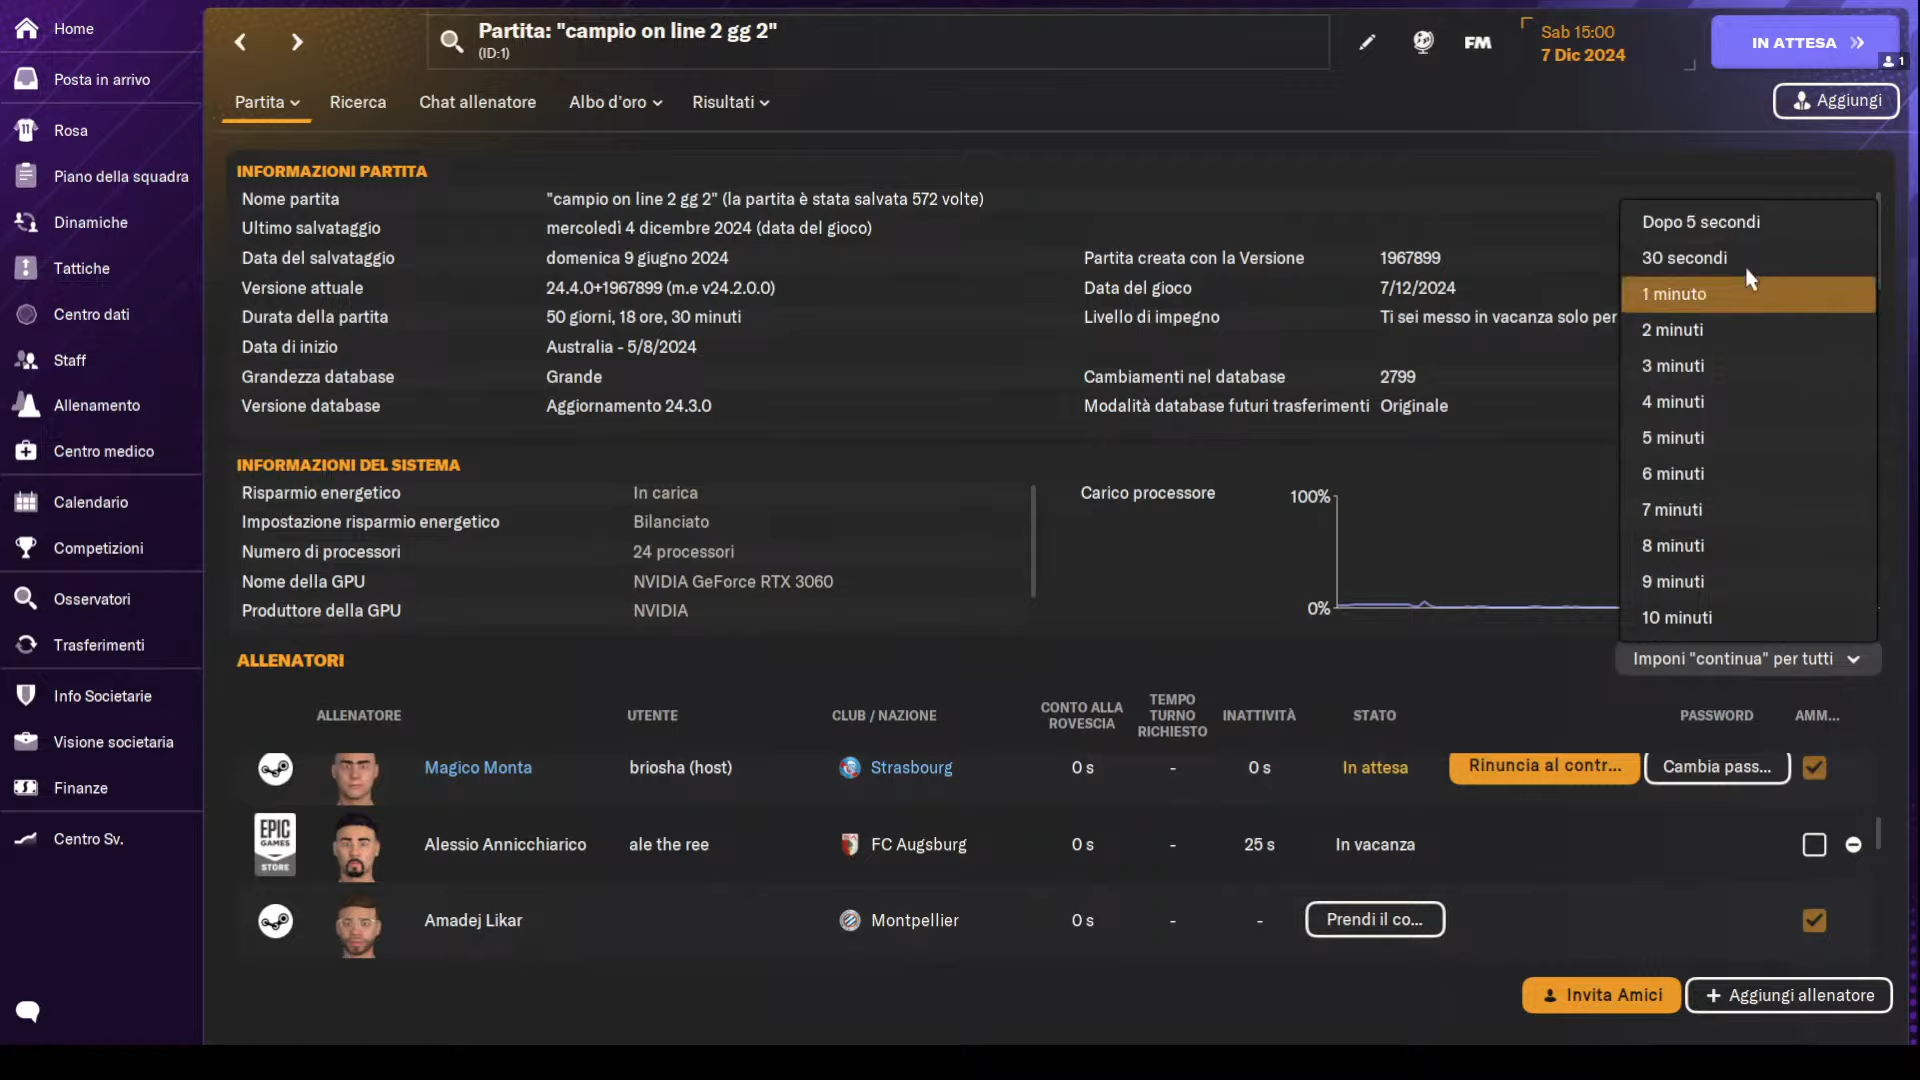 Home
Posta in arrivo
Rosa
Piano della squadra
Dinamiche
Tattiche
Centro dati
Staff
Allenamento
Centro medico
Calendario
Competizioni
Osservatori
Trasferimenti
Info Societarie
Visione societaria
Finanze
Centro Sv.
Partita: "campio on line 2 gg 2"
(ID:1)
FM
Sab 15:00
7 Dic 2024
IN ATTESA
1
Partita
Ricerca
Chat allenatore
Albo d'oro
Risultati
Aggiungi
INFORMAZIONI PARTITA
Nome partita "campio on line 2 gg 2" (la partita è stata salvata 572 volte)
Ultimo salvataggio mercoledì 4 dicembre 2024 (data del gioco)
Data del salvataggio domenica 9 giugno 2024 Partita creata con la Versione 1967899
Versione attuale 24.4.0+1967899 (m.e v24.2.0.0) Data del gioco 7/12/2024
Durata della partita 50 giorni, 18 ore, 30 minuti Livello di impegno Ti sei messo in vacanza solo per
Data di inizio Australia - 5/8/2024
Grandezza database Grande Cambiamenti nel database 2799
Versione database Aggiornamento 24.3.0 Modalità database futuri trasferimenti Originale
Dopo 5 secondi
30 secondi
1 minuto
2 minuti
3 minuti
4 minuti
5 minuti
6 minuti
7 minuti
8 minuti
9 minuti
10 minuti
INFORMAZIONI DEL SISTEMA
Risparmio energetico In carica
Impostazione risparmio energetico Bilanciato
Numero di processori 24 processori
Nome della GPU NVIDIA GeForce RTX 3060
Produttore della GPU NVIDIA
Carico processore 100%
0%
ALLENATORI
Imponi "continua" per tutti
ALLENATORE UTENTE CLUB / NAZIONE CONTO ALLA ROVESCIA TEMPO TURNO RICHIESTO INATTIVITÀ STATO PASSWORD AMM...
Magico Monta briosha (host) Strasbourg 0 s - 0 s In attesa Rinuncia al contr... Cambia pass...
EPIC GAMES STORE Alessio Annicchiarico ale the ree FC Augsburg 0 s - 25 s In vacanza
Amadej Likar Montpellier 0 s - - Prendi il co...
Invita Amici
+ Aggiungi allenatore